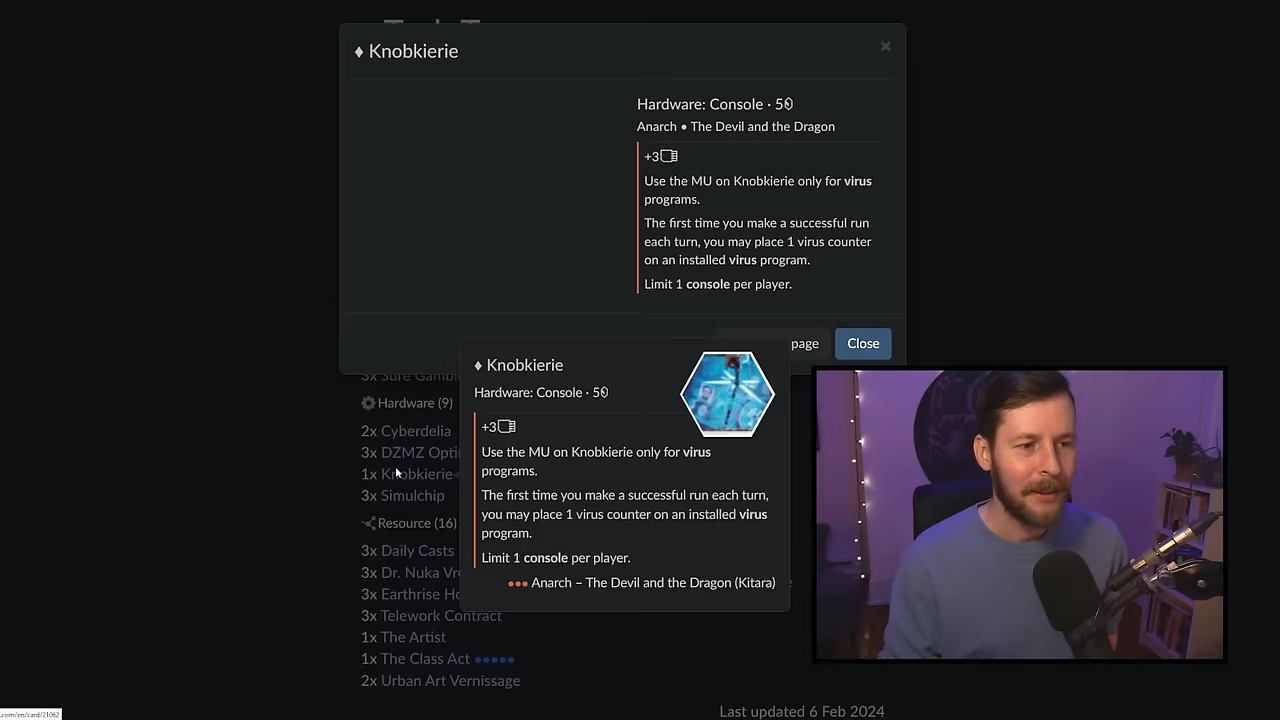 ♦ Knobkierie
Hardware: Console · 5
Anarch • The Devil and the Dragon
+3
Use the MU on Knobkierie only for virus
programs.
The first time you make a successful run
each turn, you may place 1 virus counter
on an installed virus program.
Limit 1 console per player.
page
Close
♦ Knobkierie
Hardware: Console · 5
+3
Use the MU on Knobkierie only for virus
programs.
The first time you make a successful run each turn,
you may place 1 virus counter on an installed virus
program.
Limit 1 console per player.
Anarch – The Devil and the Dragon (Kitara)
3x Sure Gambl
Hardware (9)
2x Cyberdelia
3x DZMZ Opti
1x Knobkierie
3x Simulchip
Resource (16)
3x Daily Casts
3x Dr. Nuka Vr
3x Earthrise Ho
3x Telework Contract
1x The Artist
1x The Class Act
2x Urban Art Vernissage
Last updated 6 Feb 2024
.com/en/card/21062